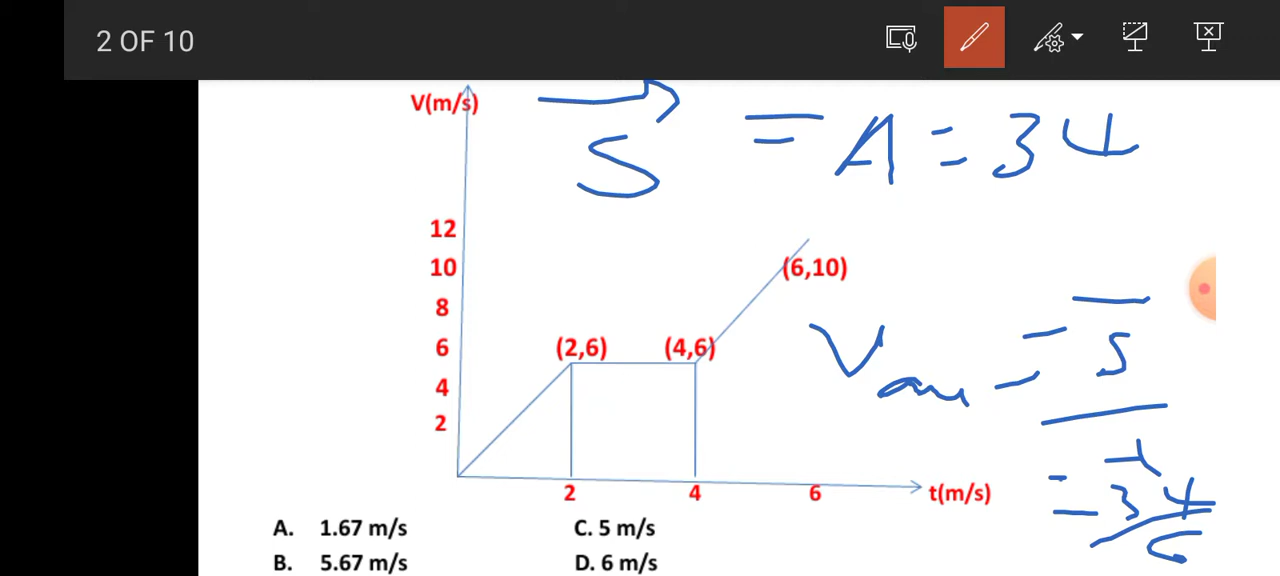 2 OF 10
V(m/s)
S = A = 34
12
10
(6,10)
8
6
(2,6)
(4,6)
4
2
V = S
t
= 34
6
2
4
6
t(m/s)
A. 1.67 m/s
C. 5 m/s
B. 5.67 m/s
D. 6 m/s